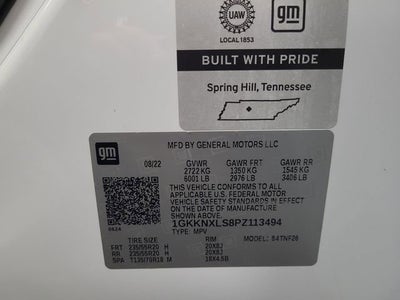 UAW
LOCAL 1853
gm
BUILT WITH PRIDE
Spring Hill, Tennessee
gm
MFD BY GENERAL MOTORS LLC
08/22 GVWR GAWR FRT GAWR RR
2722 KG 1350 KG 1545 KG
6001 LB 2976 LB 3406 LB
THIS VEHICLE CONFORMS TO ALL
APPLICABLE U.S. FEDERAL MOTOR
VEHICLE SAFETY STANDARDS IN
EFFECT ON THE DATE OF
MANUFACTURE SHOWN ABOVE.
1GKKNXLS8PZ113494
TYPE: MPV
MODEL:
TIRE SIZE RIM
FRT 235/55R20 H 20X8J
RR 235/55R20 H 20X8J
SPA T135/70R18 M 18X4.5B